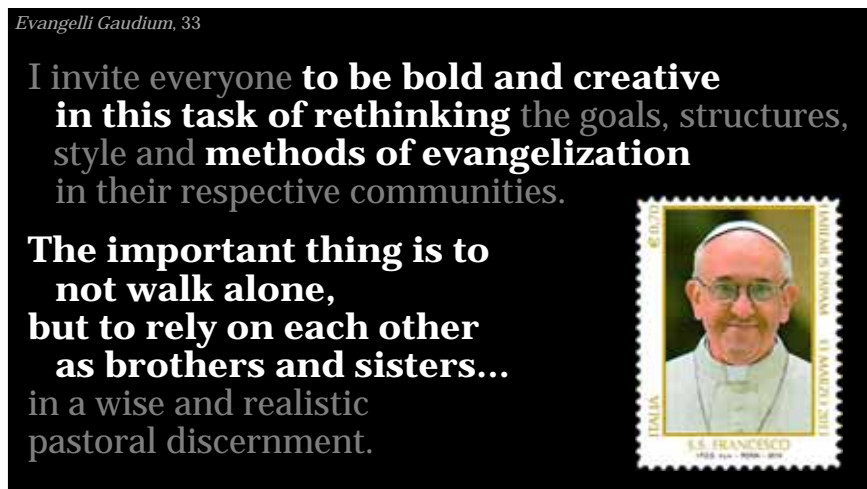 Evangelli Gaudium, 33
I invite everyone to be bold and creative
in this task of rethinking the goals, structures,
style and methods of evangelization
in their respective communities.
The important thing is to
not walk alone,
but to rely on each other
as brothers and sisters...
in a wise and realistic
pastoral discernment.
€ 0,70
HABEMUS PAPAM 13 MARZO 2013
ITALIA
S.S. FRANCESCO